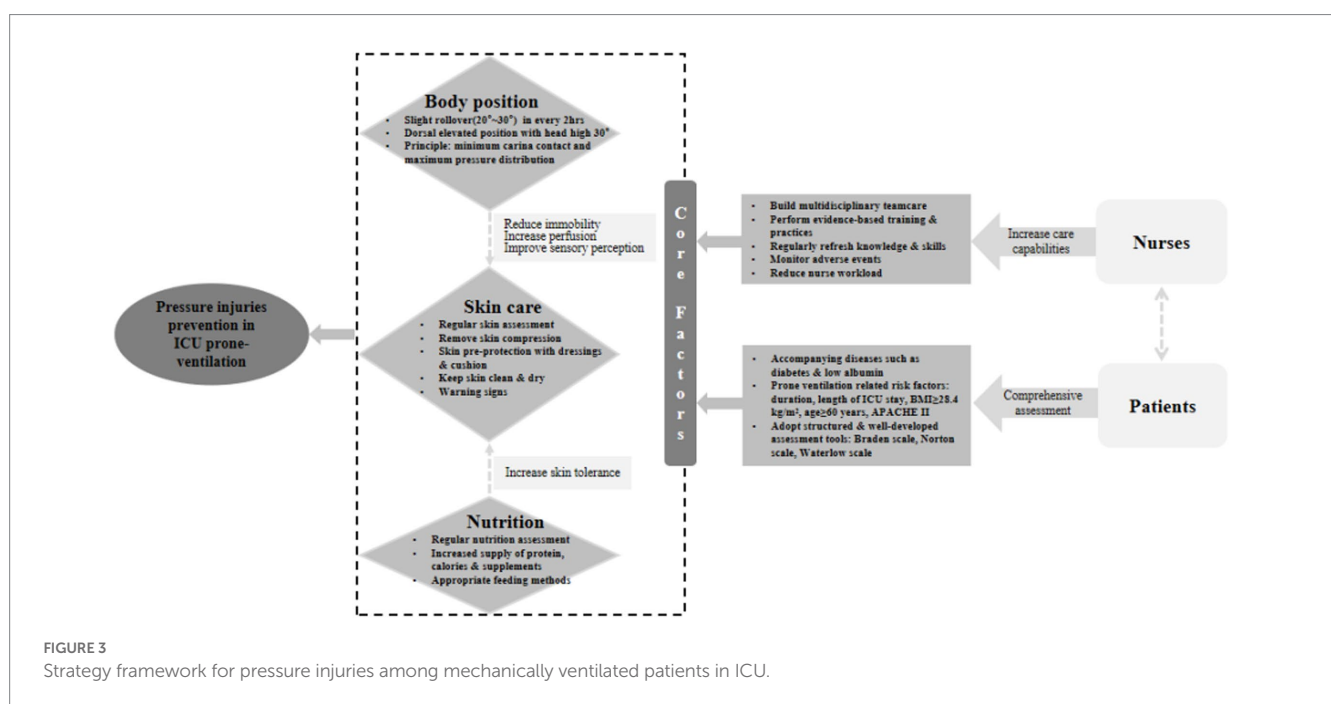 Body position
• Slight rollover(20°~30°) in every 2hrs
• Dorsal elevated position with head high 30°
• Principle: minimum carina contact and
maximum pressure distribution
Reduce immobility
Increase perfusion
Improve sensory perception
Skin care
• Regular skin assessment
• Remove skin compression
• Skin pre-protection with dressings
& cushion
• Keep skin clean & dry
• Warning signs
Increase skin tolerance
Nutrition
• Regular nutrition assessment
• Increased supply of protein,
calories & supplements
• Appropriate feeding methods
Pressure injuries
prevention in
ICU prone-
ventilation
Core Factors
• Build multidisciplinary teamcare
• Perform evidence-based training &
practices
• Regularly refresh knowledge & skills
• Monitor adverse events
• Reduce nurse workload
Increase care
capabilities
Nurses
• Accompanying diseases such as
diabetes & low albumin
• Prone ventilation related risk factors:
duration, length of ICU stay, BMI≥28.4
kg/m², age≥60 years, APACHE II
• Adopt structured & well-developed
assessment tools: Braden scale, Norton
scale, Waterlow scale
Comprehensive
assessment
Patients
FIGURE 3
Strategy framework for pressure injuries among mechanically ventilated patients in ICU.